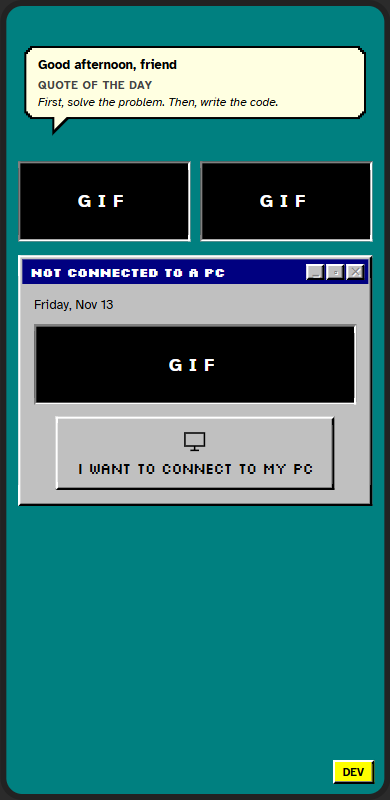 Good afternoon, friend
QUOTE OF THE DAY
First, solve the problem. Then, write the code.
GIF
GIF
NOT CONNECTED TO A PC
Friday, Nov 13
GIF
I WANT TO CONNECT TO MY PC
DEV